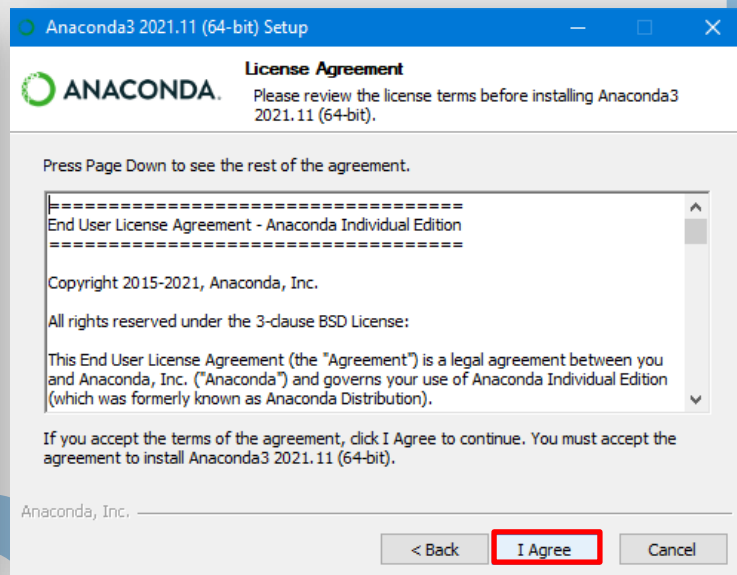 Anaconda3 2021.11 (64-bit) Setup
ANACONDA.
License Agreement
Please review the license terms before installing Anaconda3
2021.11 (64-bit).
Press Page Down to see the rest of the agreement.
===================================
End User License Agreement - Anaconda Individual Edition
===================================
Copyright 2015-2021, Anaconda, Inc.
All rights reserved under the 3-clause BSD License:
This End User License Agreement (the "Agreement") is a legal agreement between you
and Anaconda, Inc. ("Anaconda") and governs your use of Anaconda Individual Edition
(which was formerly known as Anaconda Distribution).
If you accept the terms of the agreement, click I Agree to continue. You must accept the
agreement to install Anaconda3 2021.11 (64-bit).
Anaconda, Inc.
< Back
I Agree
Cancel